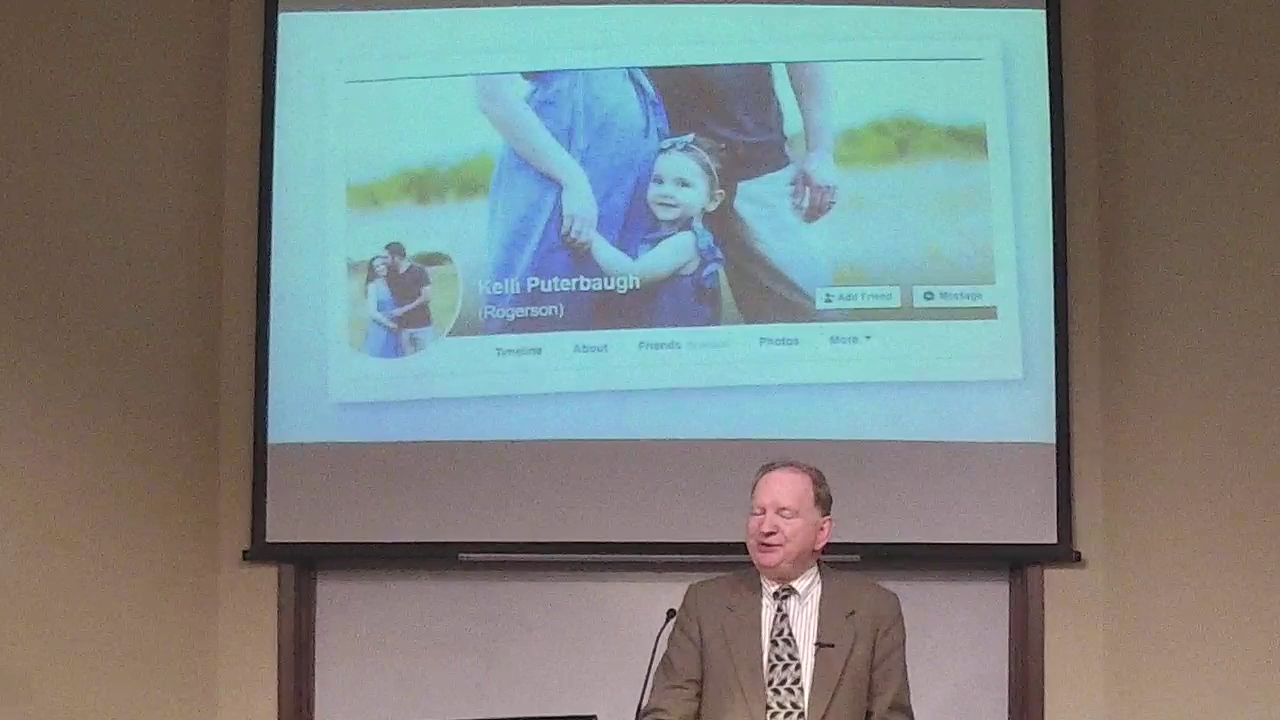 Kelli Puterbaugh
(Rogerson)
Add Friend
Message
Timeline
About
Friends
Photos
More